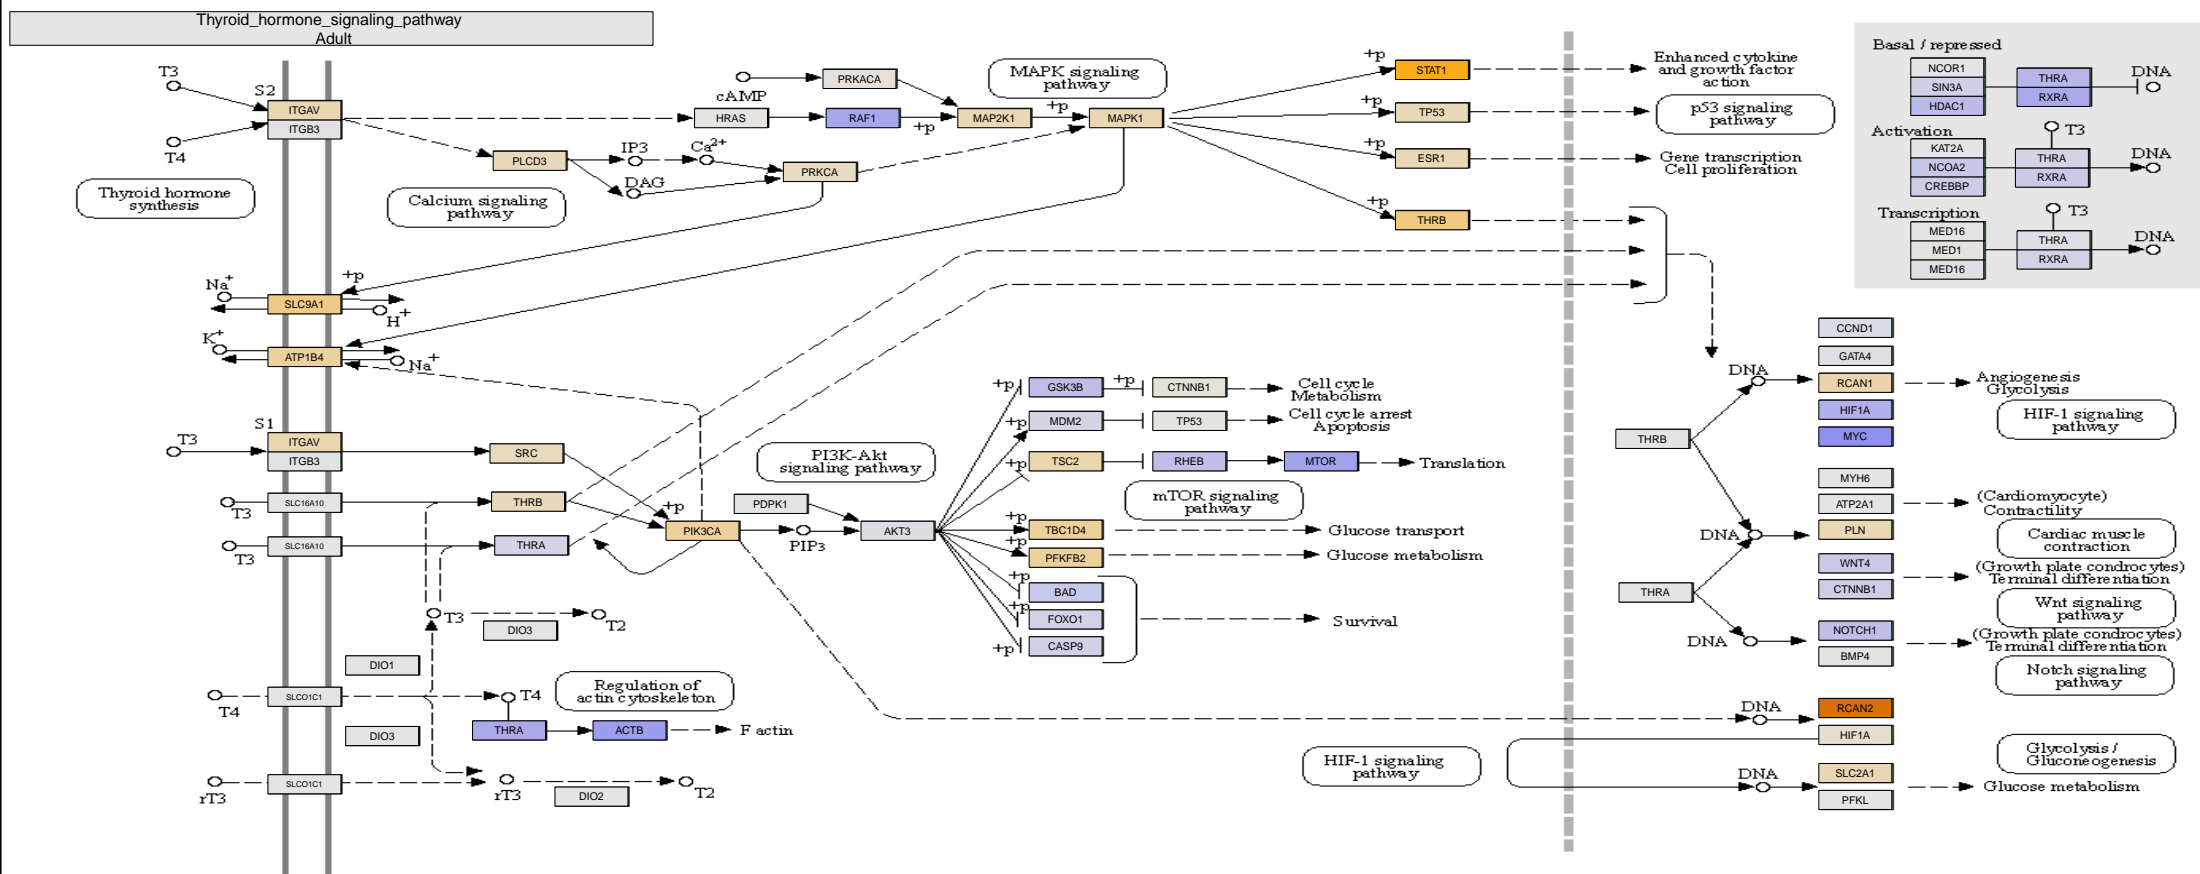 Thyroid_hormone_signaling_pathway
Adult
T3
S2
ITGAV
ITGB3
T4
Thyroid hormone
synthesis
PRKACA
cAMP
HRAS
RAF1
+p
MAP2K1
+p
MAPK1
MAPK signaling
pathway
PLCD3
IP3
Ca2+
DAG
PRKCA
Calcium signaling
pathway
+p
STAT1
Enhanced cytokine
and growth factor
action
+p
TP53
p53 signaling
pathway
+p
ESR1
Gene transcription
Cell proliferation
+p
THRB
Basal / repressed
NCOR1
SIN3A
HDAC1
THRA
RXRA
DNA
Activation
T3
KAT2A
NCOA2
CREBBP
THRA
RXRA
DNA
Transcription
T3
MED16
MED1
MED16
THRA
RXRA
DNA
Na+
+p
SLC9A1
H+
K+
ATP1B4
Na+
S1
T3
ITGAV
ITGB3
SRC
T3
SLC16A10
THRB
T3
SLC16A10
THRA
+p
PIK3CA
PIP3
PDPK1
AKT3
PI3K-Akt
signaling pathway
+p
GSK3B
+p
CTNNB1
Cell cycle
Metabolism
+p
MDM2
TP53
Cell cycle arrest
Apoptosis
+p
TSC2
RHEB
MTOR
Translation
mTOR signaling
pathway
+p
TBC1D4
Glucose transport
+p
PFKFB2
Glucose metabolism
+p
BAD
+p
FOXO1
Survival
+p
CASP9
T3
DIO3
T2
DIO1
T4
SLCO1C1
T4
Regulation of
actin cytoskeleton
THRA
ACTB
F actin
DIO3
rT3
SLCO1C1
rT3
DIO2
T2
CCND1
GATA4
DNA
RCAN1
Angiogenesis
Glycolysis
HIF1A
MYC
HIF-1 signaling
pathway
THRB
MYH6
ATP2A1
(Cardiomyocyte)
Contractility
DNA
PLN
Cardiac muscle
contraction
WNT4
CTNNB1
(Growth plate condrocytes)
Terminal differentiation
Wnt signaling
pathway
THRA
DNA
NOTCH1
BMP4
(Growth plate condrocytes)
Terminal differentiation
Notch signaling
pathway
DNA
RCAN2
HIF1A
HIF-1 signaling
pathway
Glycolysis /
Gluconeogenesis
DNA
SLC2A1
PFKL
Glucose metabolism